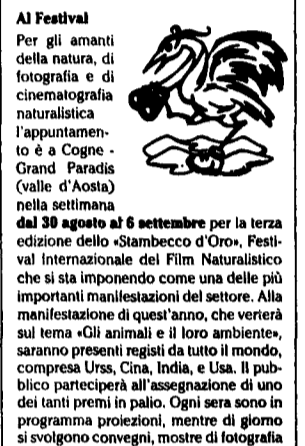 Al Festival
Per gli amanti
della natura, di
fotografia e di
cinematografia
naturalistica
l'appuntamen-
to è a Cogne -
Grand Paradis
(valle d'Aosta)
nella settimana
dal 30 agosto al 6 settembre per la terza
edizione dello «Stambecco d'Oro», Festi-
val Internazionale del Film Naturalistico
che si sta imponendo come una delle più
importanti manifestazioni del settore. Alla
manifestazione di quest'anno, che verterà
sul tema «Gli animali e il loro ambiente»,
saranno presenti registi da tutto il mondo,
compresa Urss, Cina, India, e Usa. Il pub-
blico parteciperà all'assegnazione di uno
dei tanti premi in palio. Ogni sera sono in
programma proiezioni, mentre di giorno
si svolgono convegni, mostre di fotografia